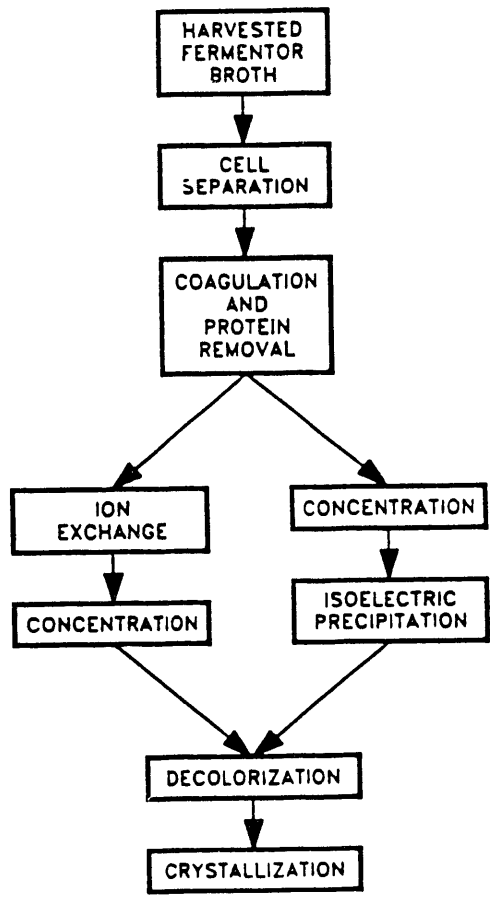 HARVESTED
FERMENTOR
BROTH
CELL
SEPARATION
COAGULATION
AND
PROTEIN
REMOVAL
ION
EXCHANGE
CONCENTRATION
CONCENTRATION
ISOELECTRIC
PRECIPITATION
DECOLORIZATION
CRYSTALLIZATION